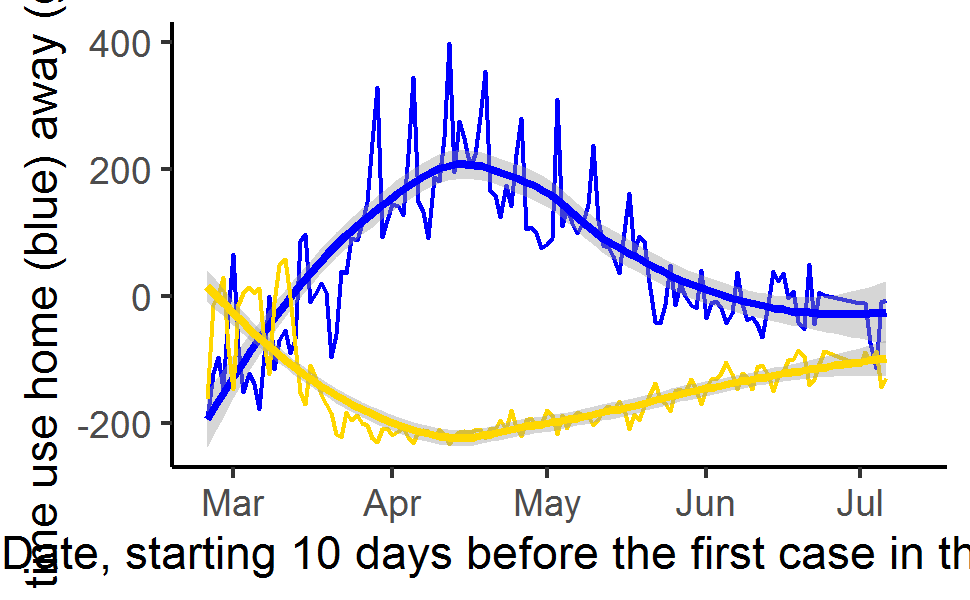 time use home (blue) away (
400
200
0
-200
Mar Apr May Jun Jul
Date, starting 10 days before the first case in th